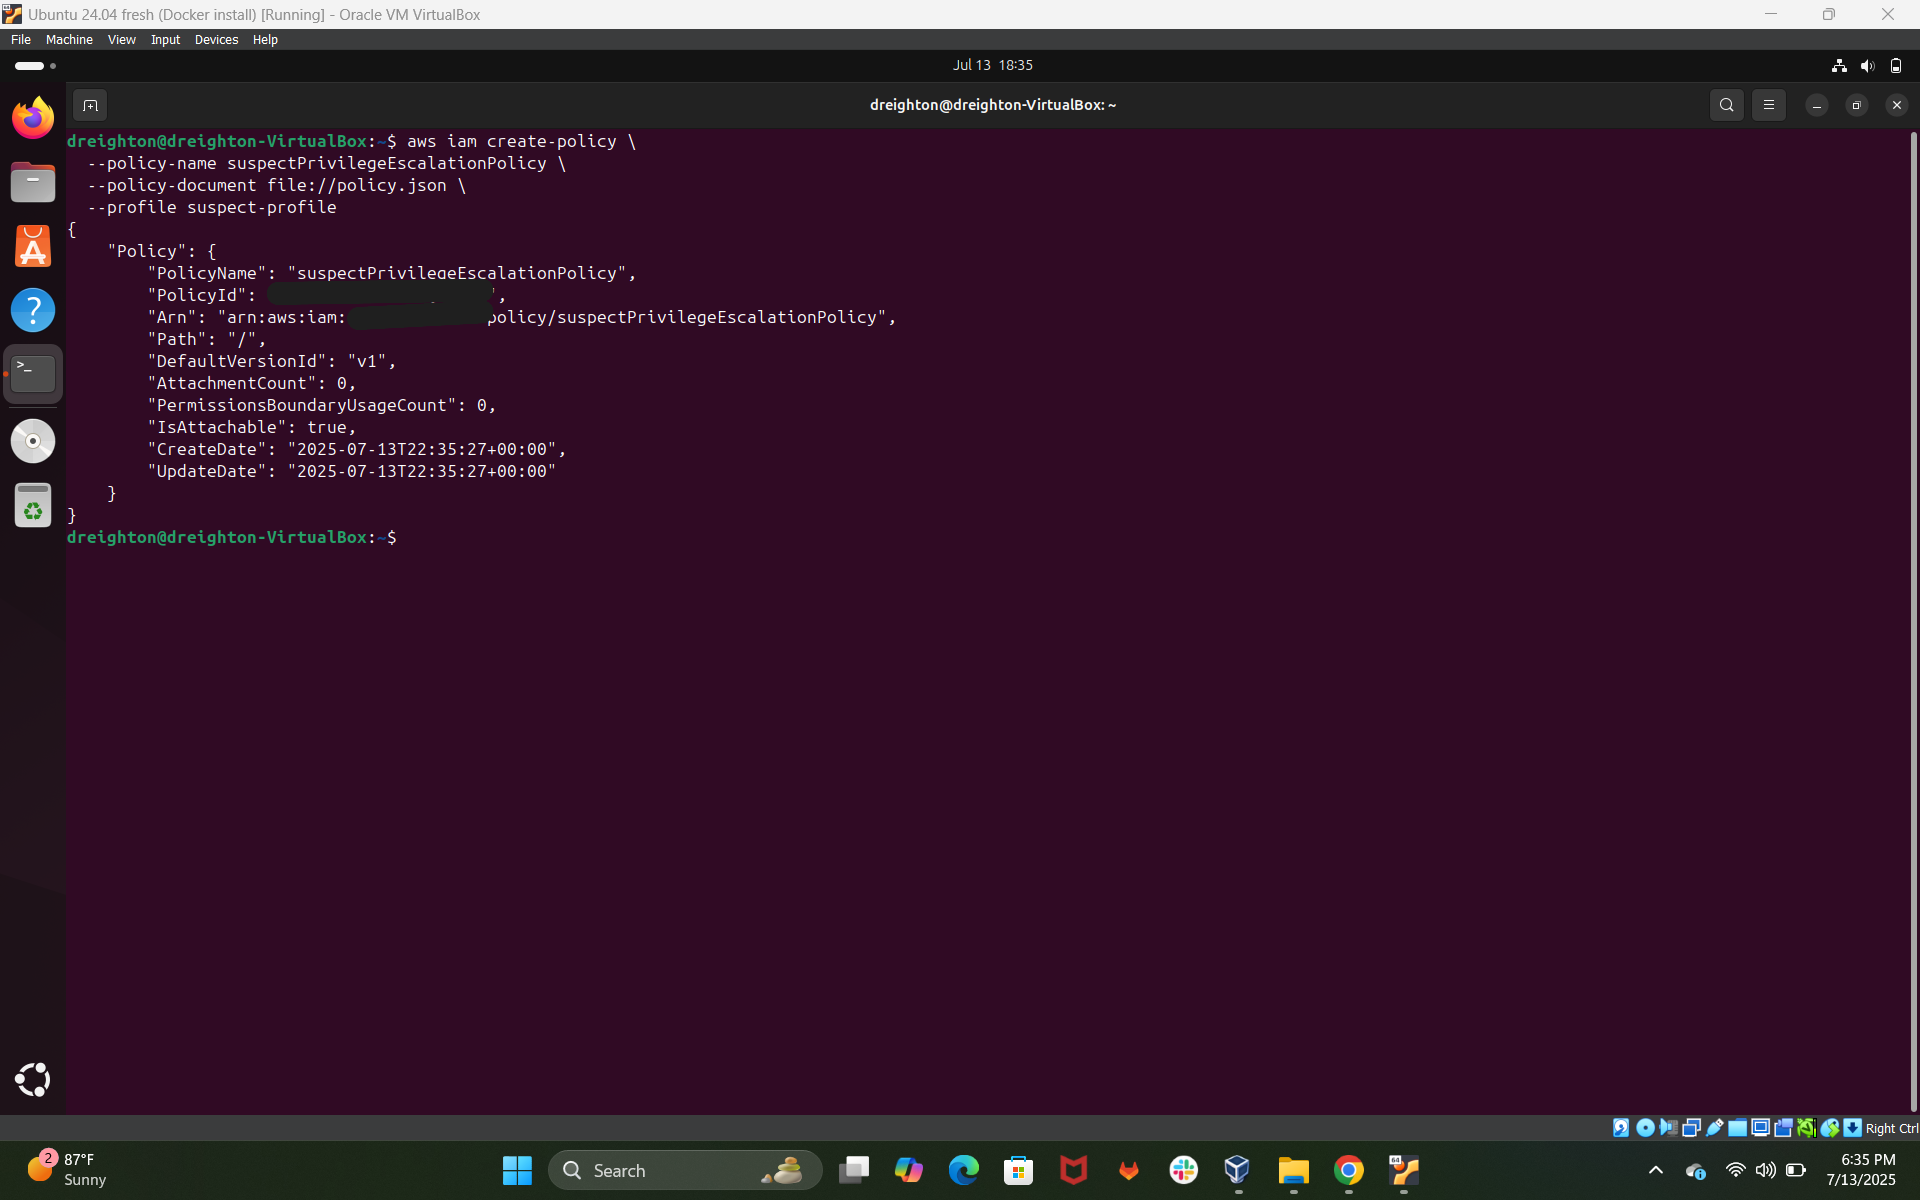 Ubuntu 24.04 fresh (Docker install) [Running] - Oracle VM VirtualBox
File Machine View Input Devices Help
Jul 13 18:35
dreighton@dreighton-VirtualBox: ~
dreighton@dreighton-VirtualBox:~$ aws iam create-policy \
  --policy-name suspectPrivilegeEscalationPolicy \
  --policy-document file://policy.json \
  --profile suspect-profile
{
    "Policy": {
        "PolicyName": "suspectPrivilegeEscalationPolicy",
        "PolicyId": ",
        "Arn": "arn:aws:iam: policy/suspectPrivilegeEscalationPolicy",
        "Path": "/",
        "DefaultVersionId": "v1",
        "AttachmentCount": 0,
        "PermissionsBoundaryUsageCount": 0,
        "IsAttachable": true,
        "CreateDate": "2025-07-13T22:35:27+00:00",
        "UpdateDate": "2025-07-13T22:35:27+00:00"
    }
}
dreighton@dreighton-VirtualBox:~$
Right Ctrl
2
87°F
Sunny
Search
64
6:35 PM
7/13/2025